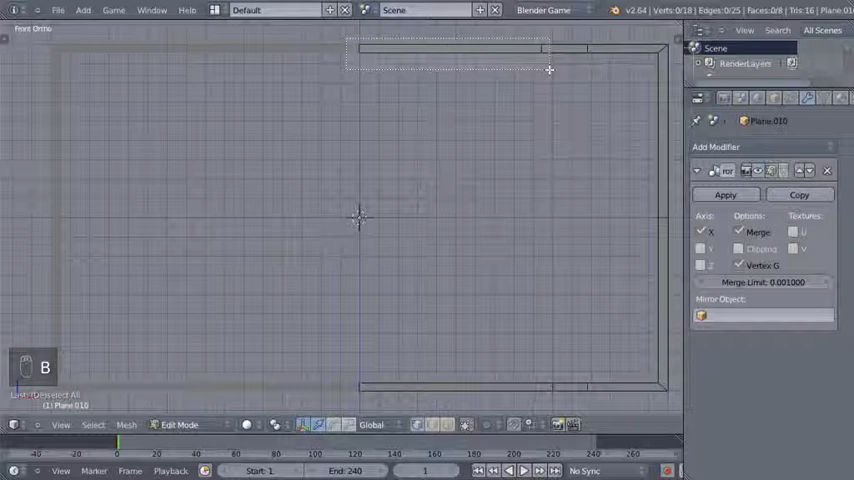 File Add Game Window Help Default Scene Blender Game v2.64 | Verts:0/18 | Edges:0/25 | Faces:0/8 | Tris:16 | Plane.010
Front Ortho
View Search All Scenes
Scene
RenderLayers
Plane.010
Add Modifier
ror
Apply Copy
Axis: Options: Textures:
X Merge U
Y Clipping V
Z Vertex G
Merge Limit: 0.001000
Mirror Object:
B
(De)select All
(1) Plane.010
View Select Mesh Edit Mode Global
-40 -20 0 20 40 60 80 100 120 140 160 180 200 220 240 260
View Marker Frame Playback Start: 1 End: 240 1 No Sync